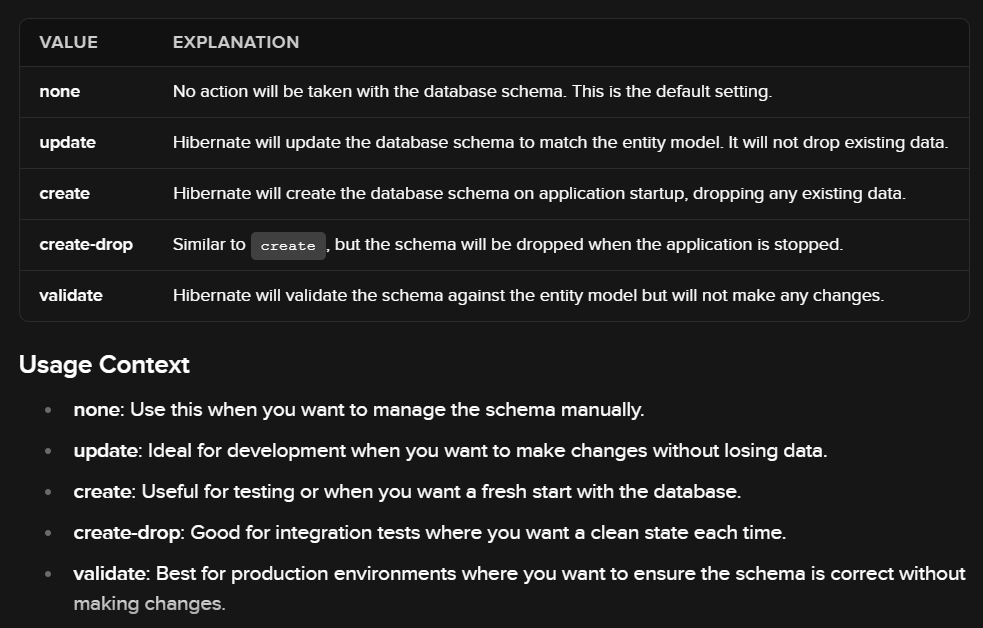 VALUE EXPLANATION
none No action will be taken with the database schema. This is the default setting.
update Hibernate will update the database schema to match the entity model. It will not drop existing data.
create Hibernate will create the database schema on application startup, dropping any existing data.
create-drop Similar to create, but the schema will be dropped when the application is stopped.
validate Hibernate will validate the schema against the entity model but will not make any changes.
Usage Context
• none: Use this when you want to manage the schema manually.
• update: Ideal for development when you want to make changes without losing data.
• create: Useful for testing or when you want a fresh start with the database.
• create-drop: Good for integration tests where you want a clean state each time.
• validate: Best for production environments where you want to ensure the schema is correct without
making changes.